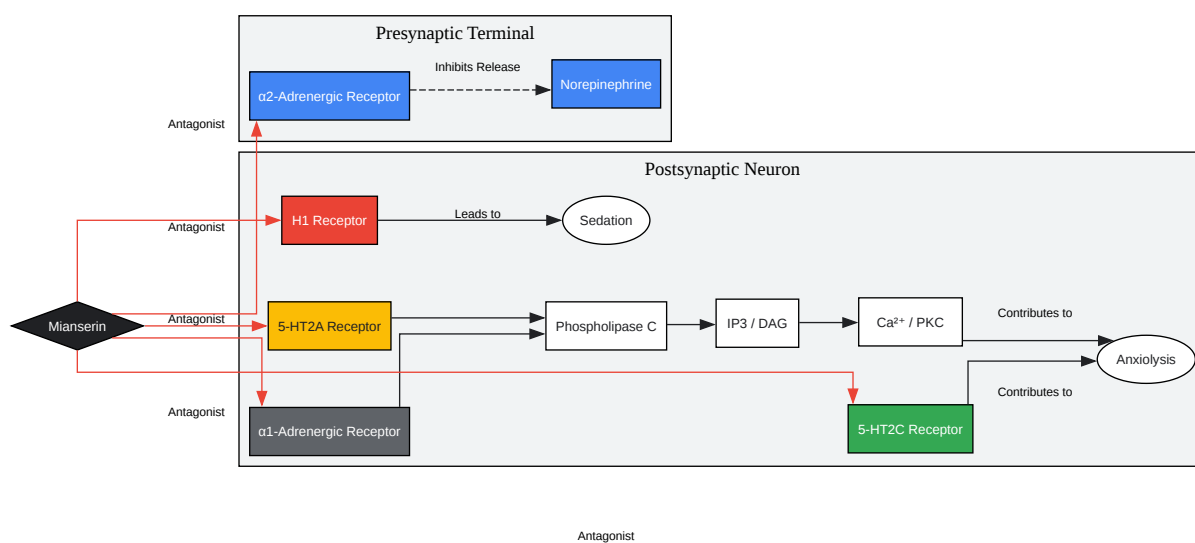 Presynaptic Terminal
Inhibits Release
α2-Adrenergic Receptor
Norepinephrine
Antagonist
Postsynaptic Neuron
H1 Receptor
Leads to
Sedation
Antagonist
Mianserin
Antagonist
5-HT2A Receptor
Phospholipase C
IP3 / DAG
Ca²⁺ / PKC
Contributes to
Anxiolysis
Contributes to
Antagonist
α1-Adrenergic Receptor
5-HT2C Receptor
Antagonist